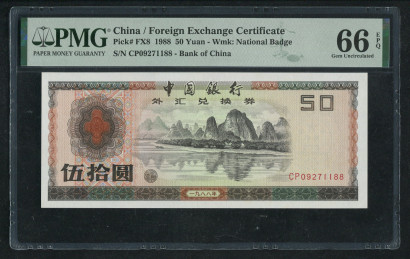 PMG
PAPER MONEY GUARANTY
China / Foreign Exchange Certificate
Pick# FX8 1988 50 Yuan - Wmk: National Badge
S/N CP09271188 - Bank of China
66 EPQ
Gem Uncirculated
中國銀行
外汇兑换券
50
伍拾圆
CP09271188
一九八八年